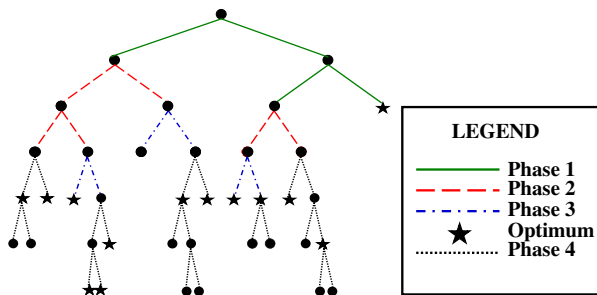 LEGEND
Phase 1
Phase 2
Phase 3
Optimum
Phase 4